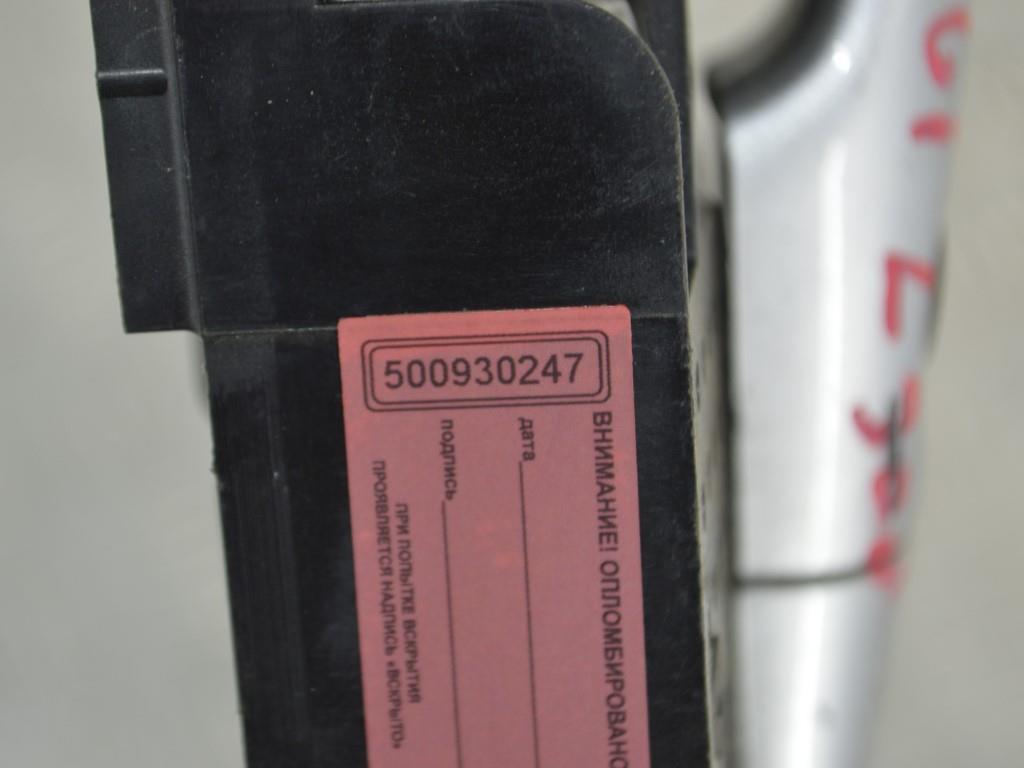 500930247
ВНИМАНИЕ! ОПЛОМБИРОВАНО
дата
подпись
ПРИ ПОПЫТКЕ ВСКРЫТИЯ
ПРОЯВЛЯЕТСЯ НАДПИСЬ «ВСКРЫТО»